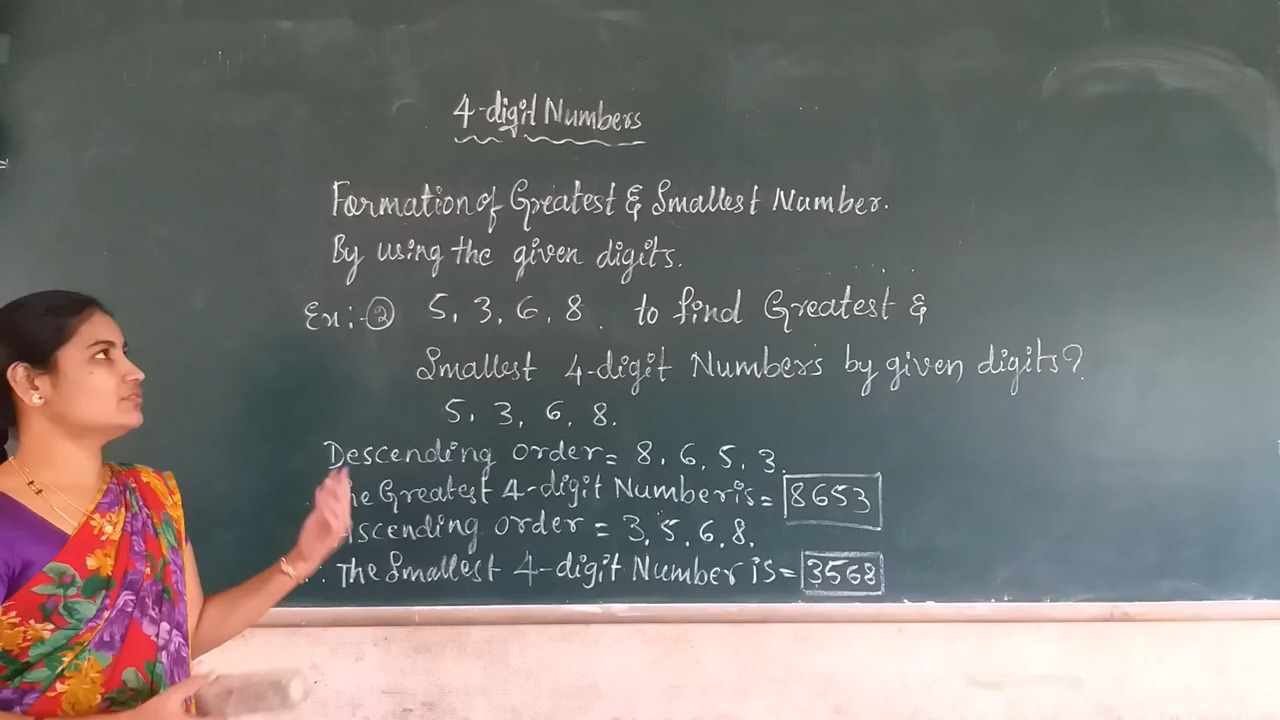 4-digit Numbers
Formation of Greatest & Smallest Number.
By using the given digits.
Ex:-② 5, 3, 6, 8. to find Greatest &
Smallest 4-digit Numbers by given digits?
5, 3, 6, 8.
Descending order = 8, 6, 5, 3.
he Greatest 4-digit Number is = 8653
scending order = 3, 5, 6, 8.
∴ The Smallest 4-digit Number is = 3568